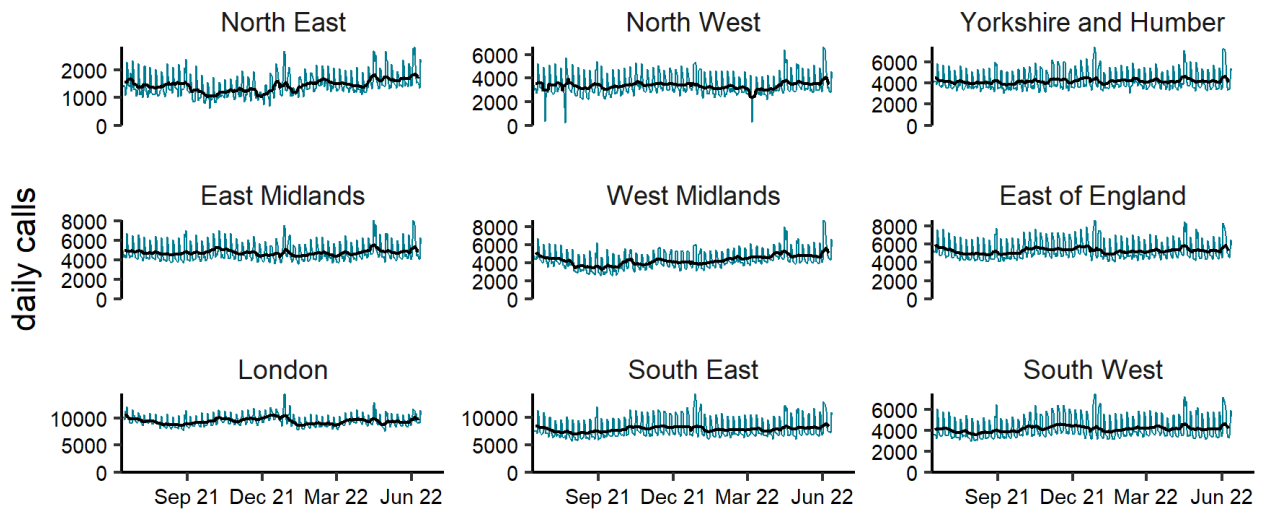 North East
North West
Yorkshire and Humber
2000
1000
0
6000
4000
2000
0
6000
4000
2000
0
daily calls
East Midlands
West Midlands
East of England
8000
6000
4000
2000
0
8000
6000
4000
2000
0
8000
6000
4000
2000
0
London
South East
South West
10000
5000
0
10000
5000
0
6000
4000
2000
0
Sep 21 Dec 21 Mar 22 Jun 22
Sep 21 Dec 21 Mar 22 Jun 22
Sep 21 Dec 21 Mar 22 Jun 22